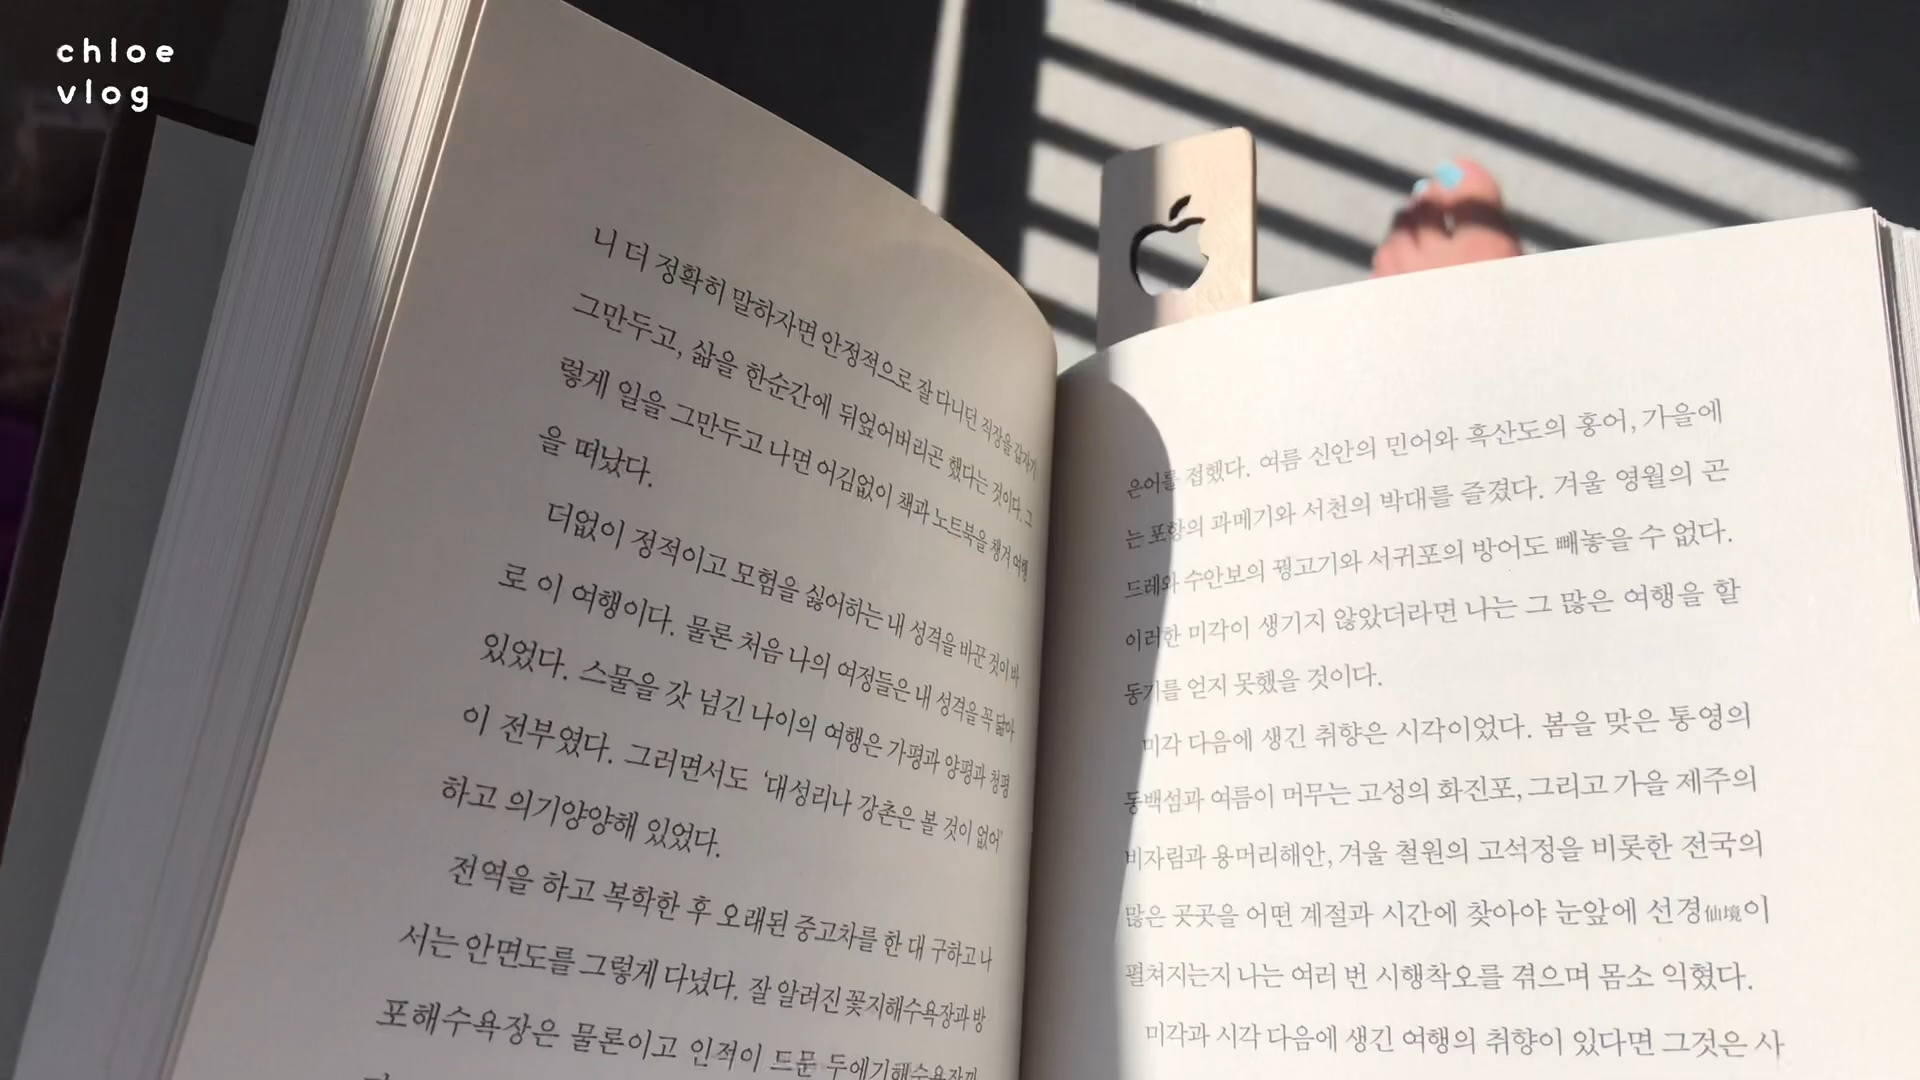 chloe
vlog
니 더 정확히 말하자면 안정적으로 잘 다니던 직장을 갑자기
그만두고, 삶을 한순간에 뒤엎어버리곤 했다는 것이다. 그
렇게 일을 그만두고 나면 어김없이 책과 노트북을 챙겨 여행
을 떠났다.
더없이 정적이고 모험을 싫어하는 내 성격을 바꾼 것이 바
로 이 여행이다. 물론 처음 나의 여정들은 내 성격을 꼭 닮아
있었다. 스물을 갓 넘긴 나이의 여행은 가평과 양평과 청평
이 전부였다. 그러면서도 ‘대성리나 강촌은 볼 것이 없어’
하고 의기양양해 있었다.
전역을 하고 복학한 후 오래된 중고차를 한 대 구하고 나
서는 안면도를 그렇게 다녔다. 잘 알려진 꽃지해수욕장과 방
포해수욕장은 물론이고 인적이 드문 두에기해수욕장까
은어를 접했다. 여름 신안의 민어와 흑산도의 홍어, 가을에
는 포항의 과메기와 서천의 박대를 즐겼다. 겨울 영월의 곤
드레와 수안보의 꿩고기와 서귀포의 방어도 빼놓을 수 없다.
이러한 미각이 생기지 않았더라면 나는 그 많은 여행을 할
동기를 얻지 못했을 것이다.
미각 다음에 생긴 취향은 시각이었다. 봄을 맞은 통영의
동백섬과 여름이 머무는 고성의 화진포, 그리고 가을 제주의
비자림과 용머리해안, 겨울 철원의 고석정을 비롯한 전국의
많은 곳곳을 어떤 계절과 시간에 찾아야 눈앞에 선경仙境이
펼쳐지는지 나는 여러 번 시행착오를 겪으며 몸소 익혔다.
미각과 시각 다음에 생긴 여행의 취향이 있다면 그것은 사